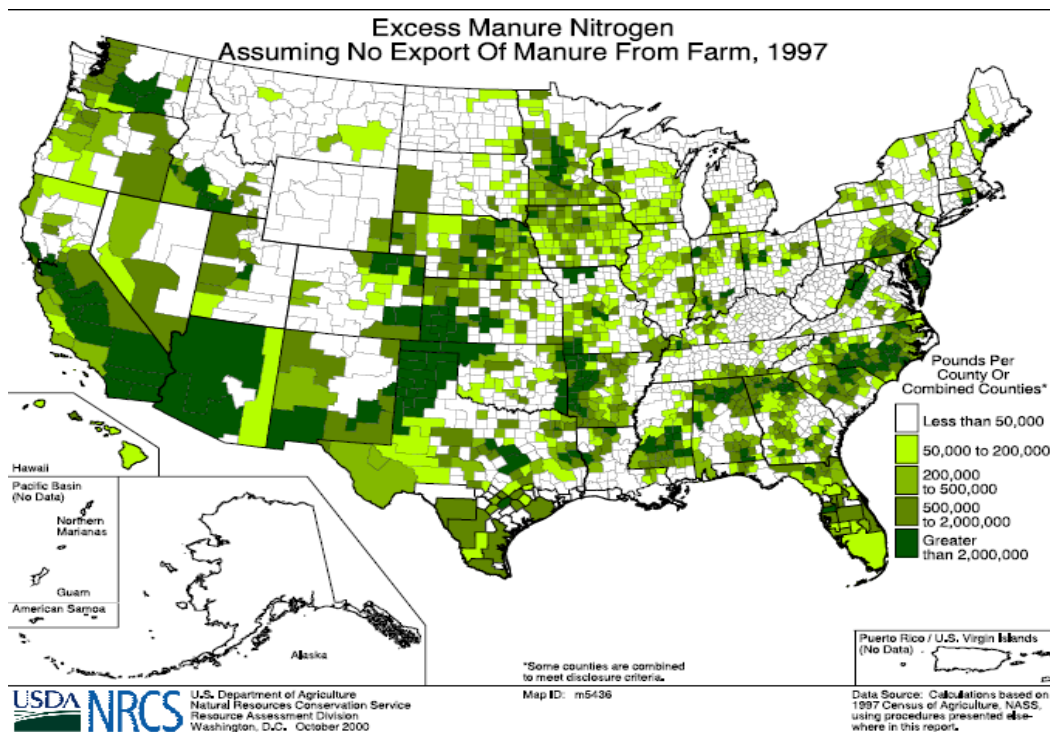 Excess Manure Nitrogen
Assuming No Export Of Manure From Farm, 1997
Pounds Per
County Or
Combined Counties*
Less than 50,000
50,000 to 200,000
200,000
to 500,000
500,000
to 2,000,000
Greater
than 2,000,000
Hawaii
Pacific Basin
(No Data)
Northern
Marianas
Guam
American Samoa
Alaska
*Some counties are combined
to meet disclosure criteria.
Puerto Rico / U.S. Virgin Islands
(No Data)
USDA NRCS
U.S. Department of Agriculture
Natural Resources Conservation Service
Resource Assessment Division
Washington, D.C. October 2000
Map ID: m5436
Data Source: Calculations based on
1997 Census of Agriculture, NASS,
using procedures presented else-
where in this report.